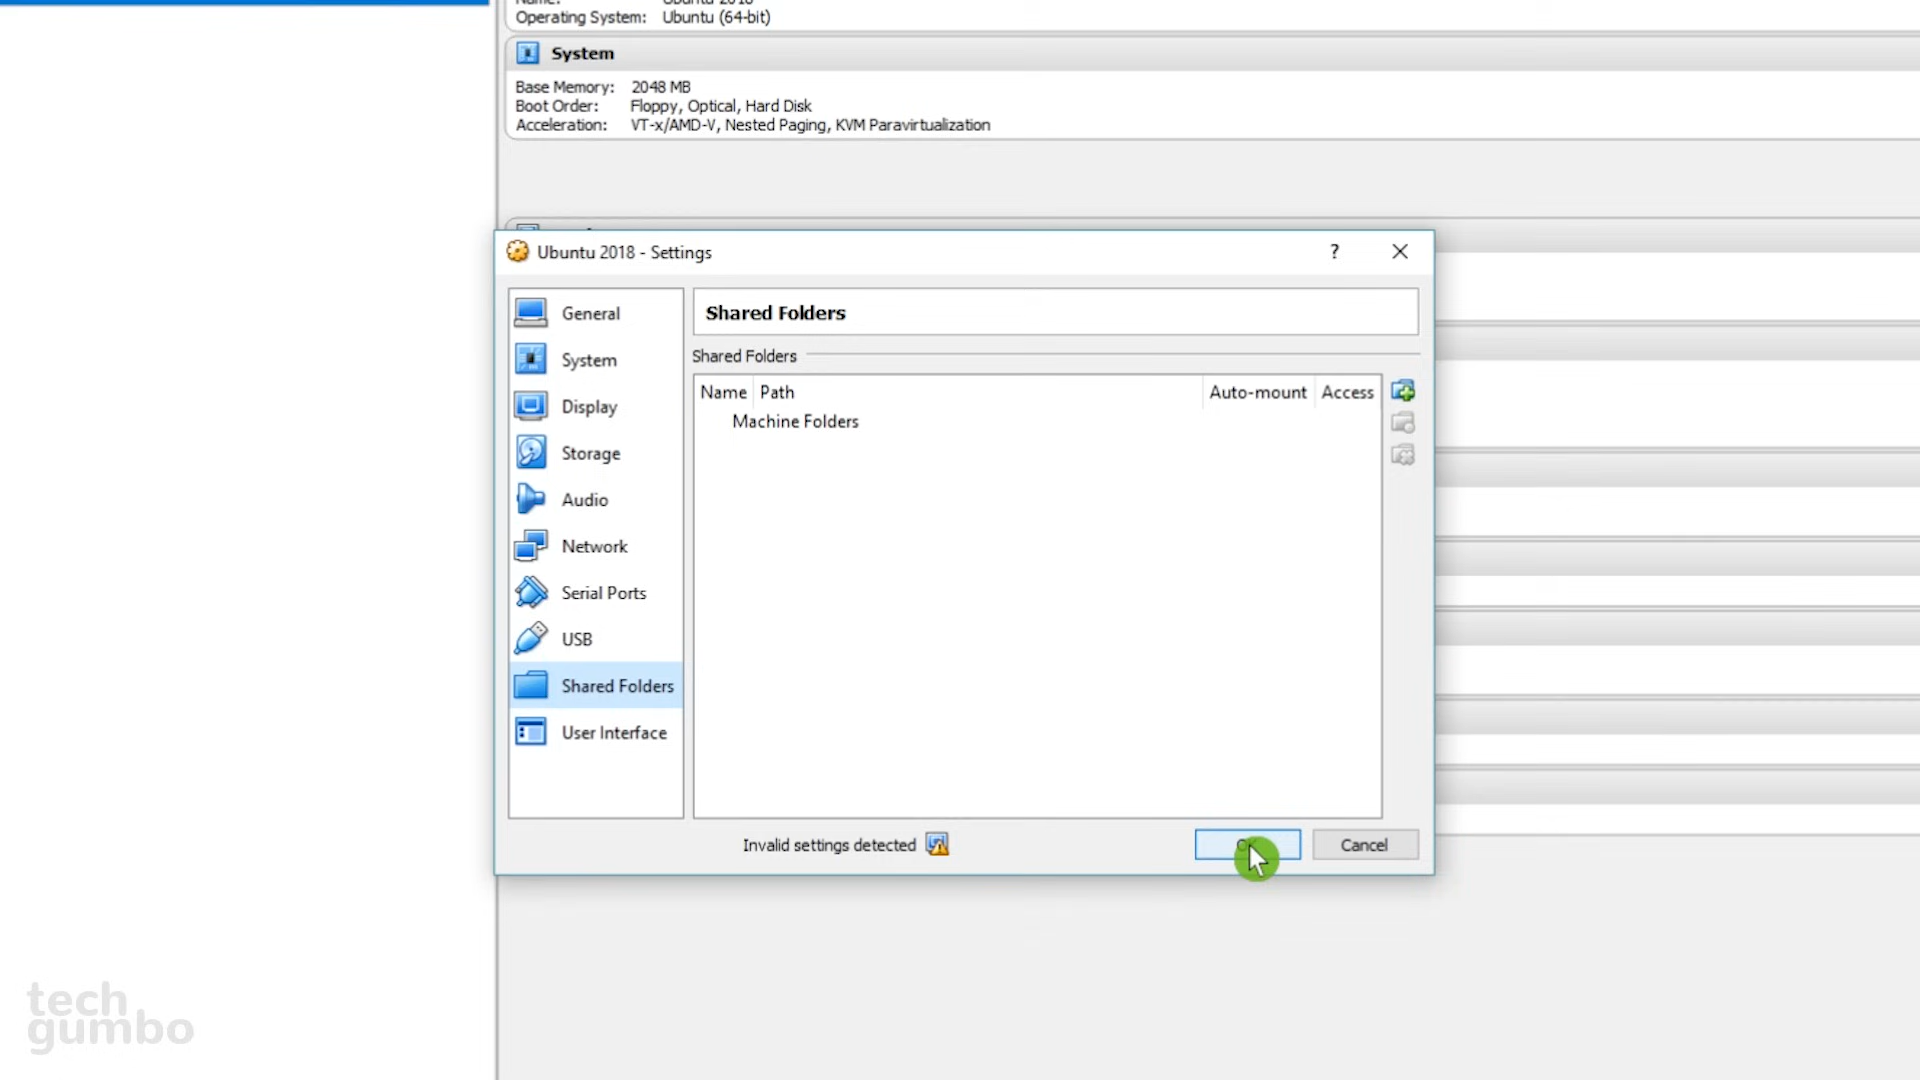 Operating System: Ubuntu (64-bit)
System
Base Memory: 2048 MB
Boot Order: Floppy, Optical, Hard Disk
Acceleration: VT-x/AMD-V, Nested Paging, KVM Paravirtualization
Ubuntu 2018 - Settings
?
General
System
Display
Storage
Audio
Network
Serial Ports
USB
Shared Folders
User Interface
Shared Folders
Shared Folders
Name Path Auto-mount Access
Machine Folders
Invalid settings detected
Cancel
tech
gumbo